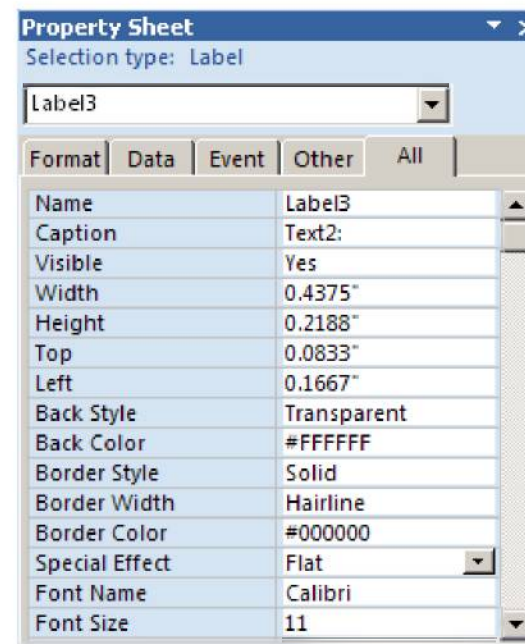 Property Sheet
Selection type: Label
Label3
Format Data Event Other All
Name Label3
Caption Text2:
Visible Yes
Width 0.4375"
Height 0.2188"
Top 0.0833"
Left 0.1667"
Back Style Transparent
Back Color #FFFFFF
Border Style Solid
Border Width Hairline
Border Color #000000
Special Effect Flat
Font Name Calibri
Font Size 11